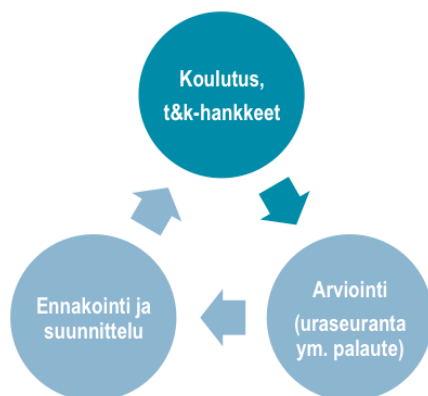 Koulutus,
t&k-hankkeet
Arviointi
(uraseuranta
ym. palaute)
Ennakointi ja
suunnittelu